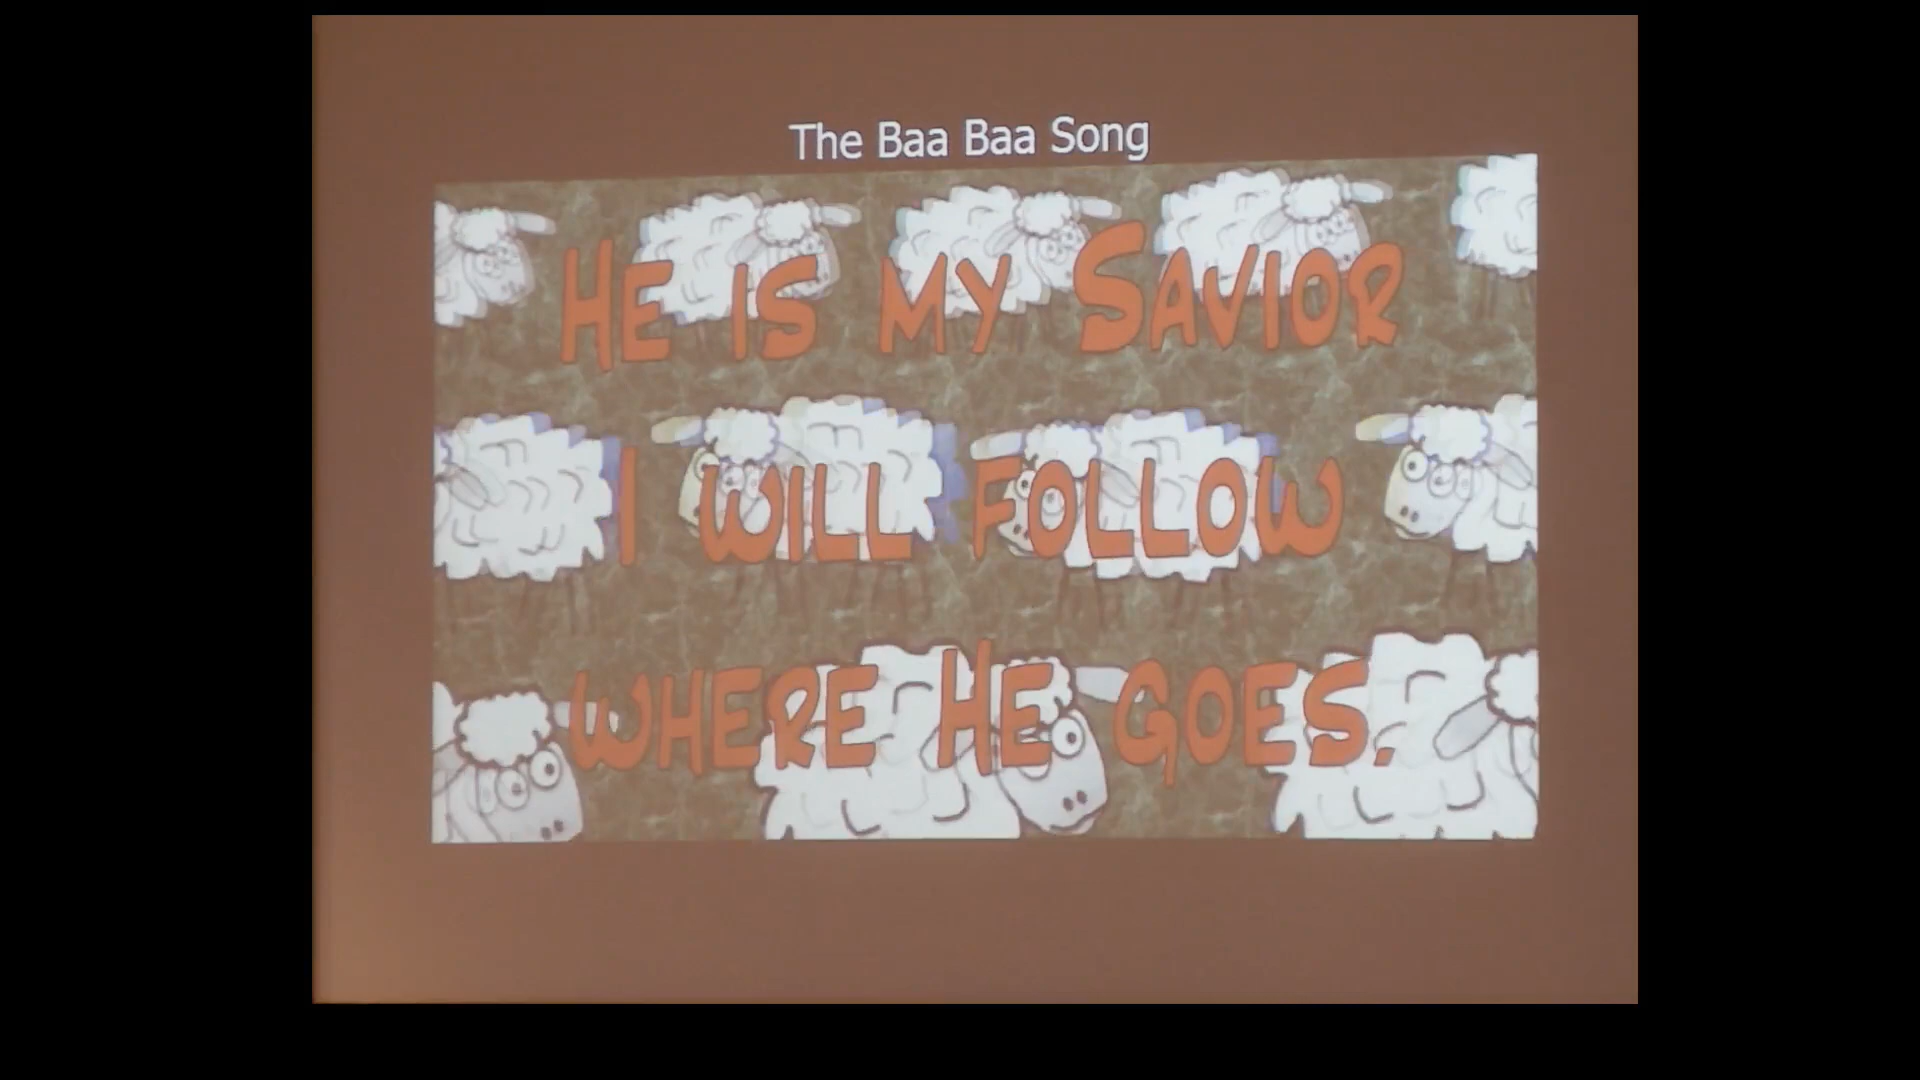 The Baa Baa Song
He is my Savior
I will follow
where He goes.